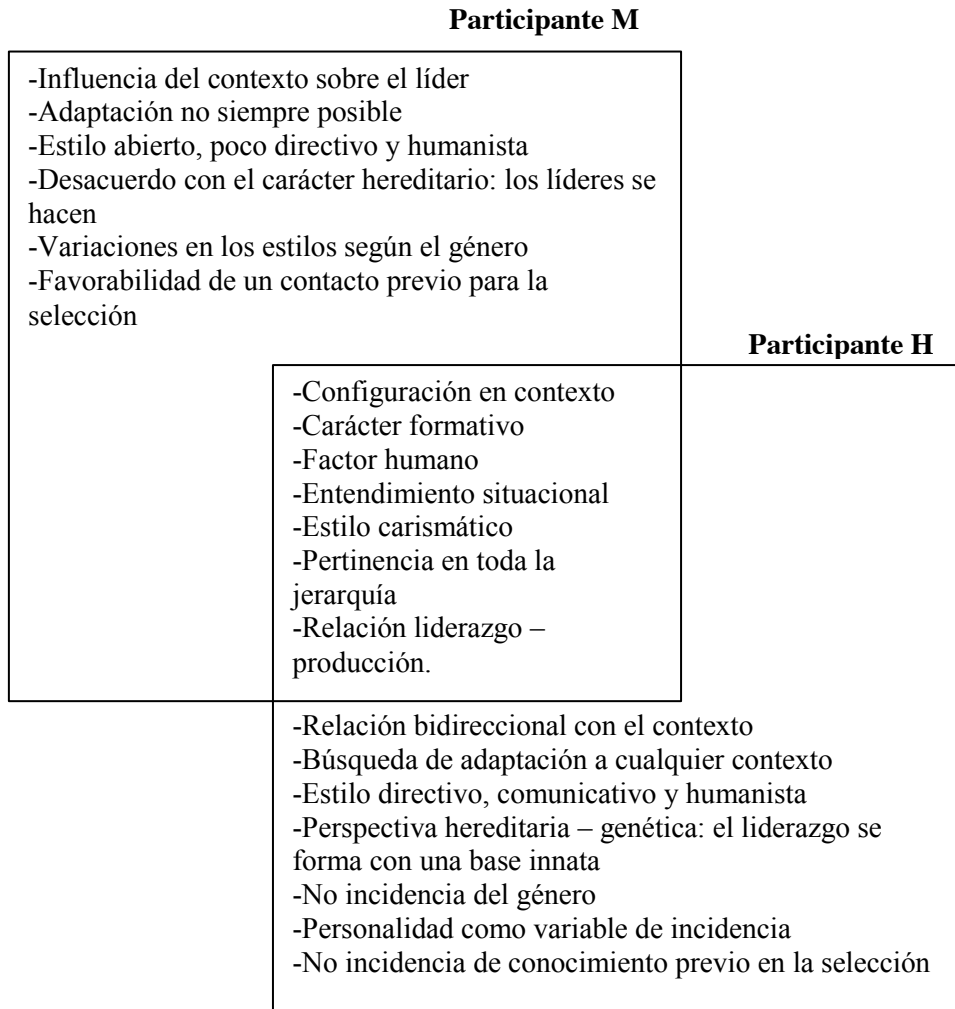 Participante M
-Influencia del contexto sobre el líder
-Adaptación no siempre posible
-Estilo abierto, poco directivo y humanista
-Desacuerdo con el carácter hereditario: los líderes se
hacen
-Variaciones en los estilos según el género
-Favorabilidad de un contacto previo para la
selección
Participante H
-Configuración en contexto
-Carácter formativo
-Factor humano
-Entendimiento situacional
-Estilo carismático
-Pertinencia en toda la
jerarquía
-Relación liderazgo –
producción.
-Relación bidireccional con el contexto
-Búsqueda de adaptación a cualquier contexto
-Estilo directivo, comunicativo y humanista
-Perspectiva hereditaria – genética: el liderazgo se
forma con una base innata
-No incidencia del género
-Personalidad como variable de incidencia
-No incidencia de conocimiento previo en la selección